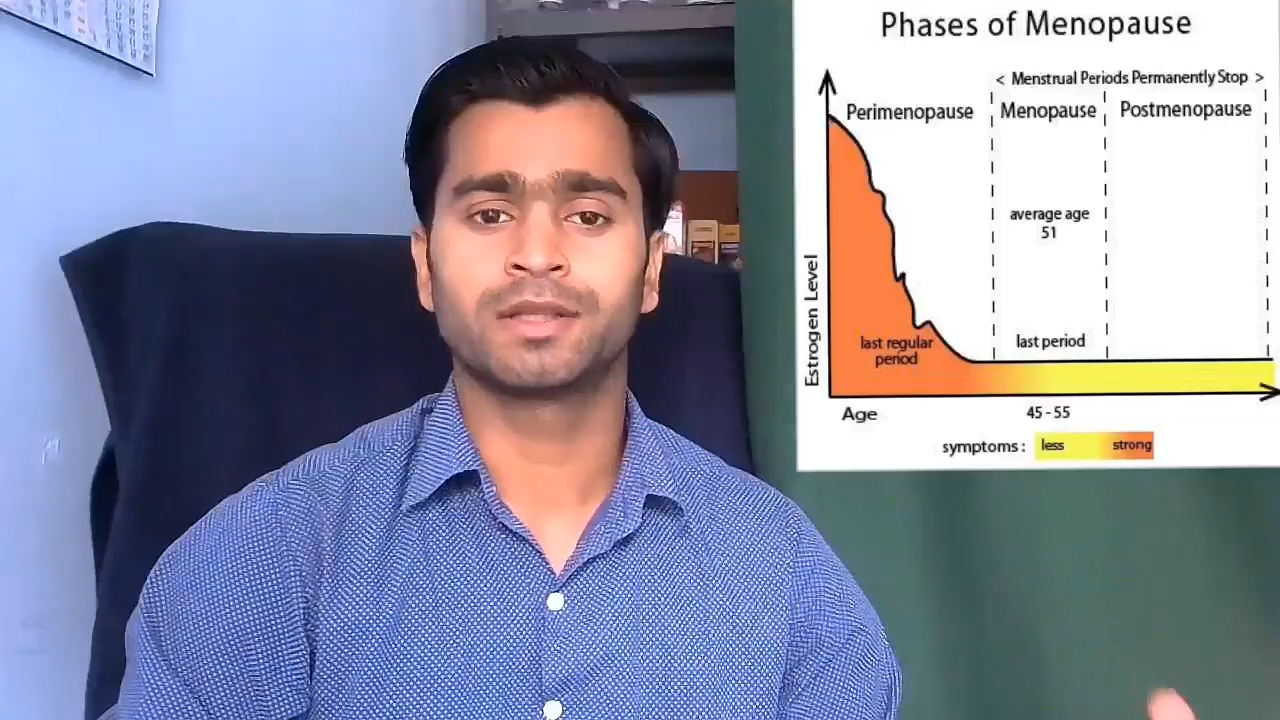 Phases of Menopause
< Menstrual Periods Permanently Stop >
Perimenopause
Menopause
Postmenopause
average age
51
Estrogen Level
last regular
period
last period
Age
45 - 55
symptoms :
less
strong